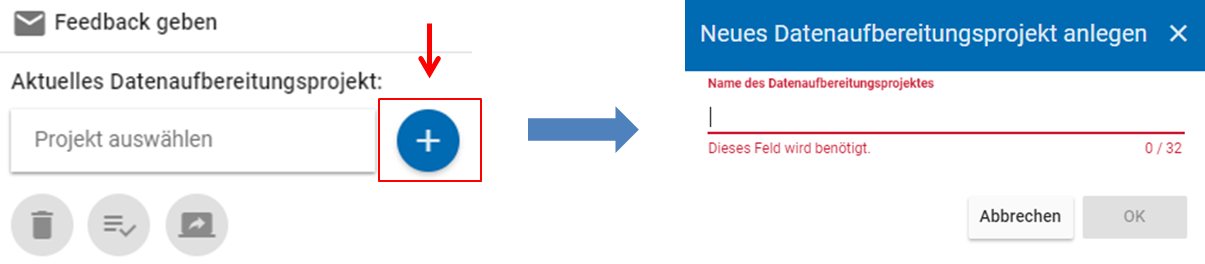 Feedback geben
Aktuelles Datenaufbereitungsprojekt:
Projekt auswählen
Neues Datenaufbereitungsprojekt anlegen
Name des Datenaufbereitungsprojektes
Dieses Feld wird benötigt.
0 / 32
Abbrechen
OK